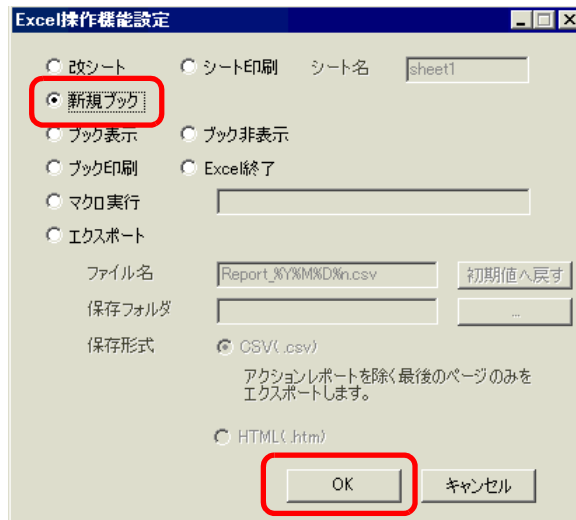 Excel操作機能設定
改シート シート印刷 シート名 sheet1
新規ブック
ブック表示 ブック非表示
ブック印刷 Excel終了
マクロ実行
エクスポート
ファイル名 Report_%Y%M%D%n.csv 初期値へ戻す
保存フォルダ ...
保存形式 CSV(.csv)
アクションレポートを除く最後のページのみを
エクスポートします。
HTML(.htm)
OK キャンセル